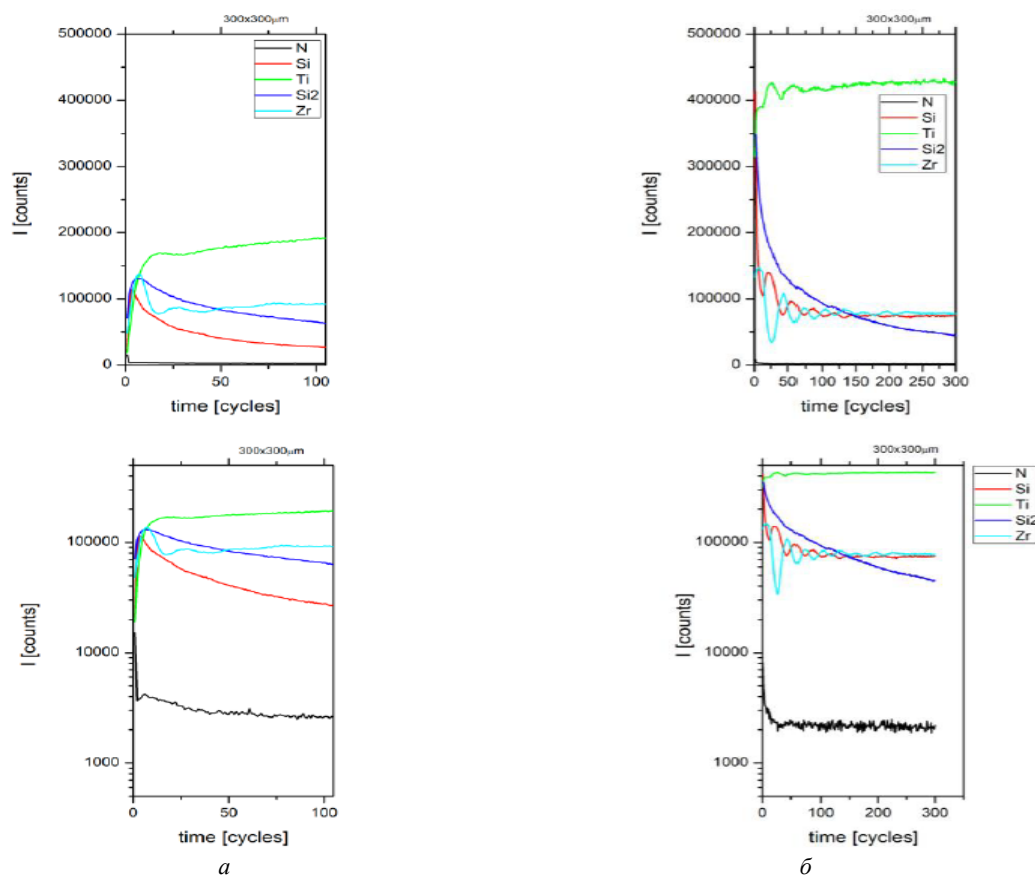 300x300μm
500000
400000
300000
200000
100000
0
I [counts]
N
Si
Ti
Si2
Zr
0
50
100
time [cycles]
300x300μm
500000
400000
300000
200000
100000
0
I [counts]
N
Si
Ti
Si2
Zr
0
50
100
150
200
250
300
time [cycles]
300x300μm
100000
10000
1000
I [counts]
0
50
100
time [cycles]
а
300x300μm
100000
10000
1000
I [counts]
N
Si
Ti
Si2
Zr
0
100
200
300
time [cycles]
б